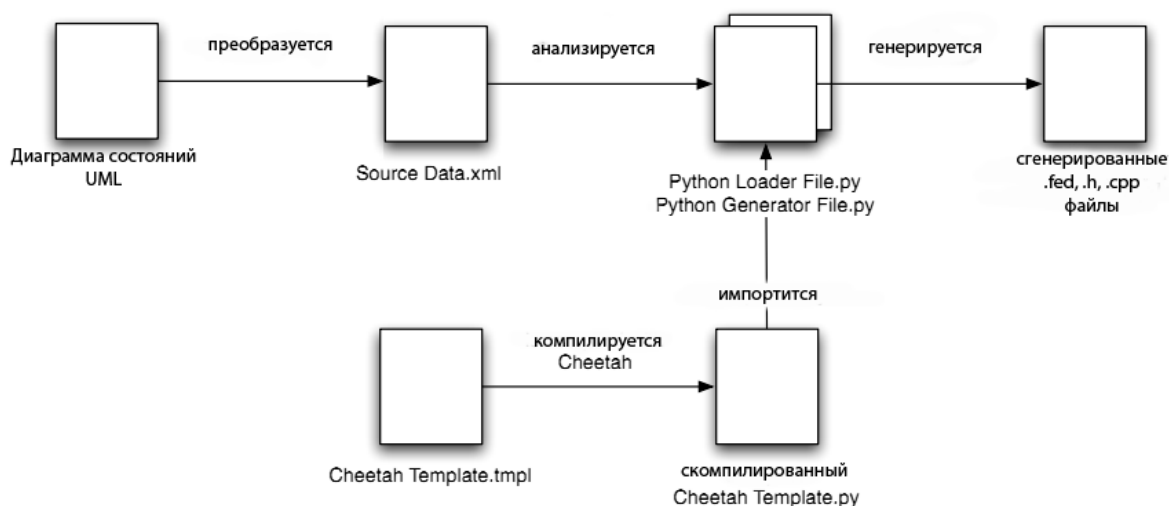 преобразуется
анализируется
генерируется
Диаграмма состояний
UML
Source Data.xml
Python Loader File.py
Python Generator File.py
сгенерированные
.fed, .h, .cpp
файлы
импортится
компилируется
Cheetah
Cheetah Template.tmpl
скомпилированный
Cheetah Template.py